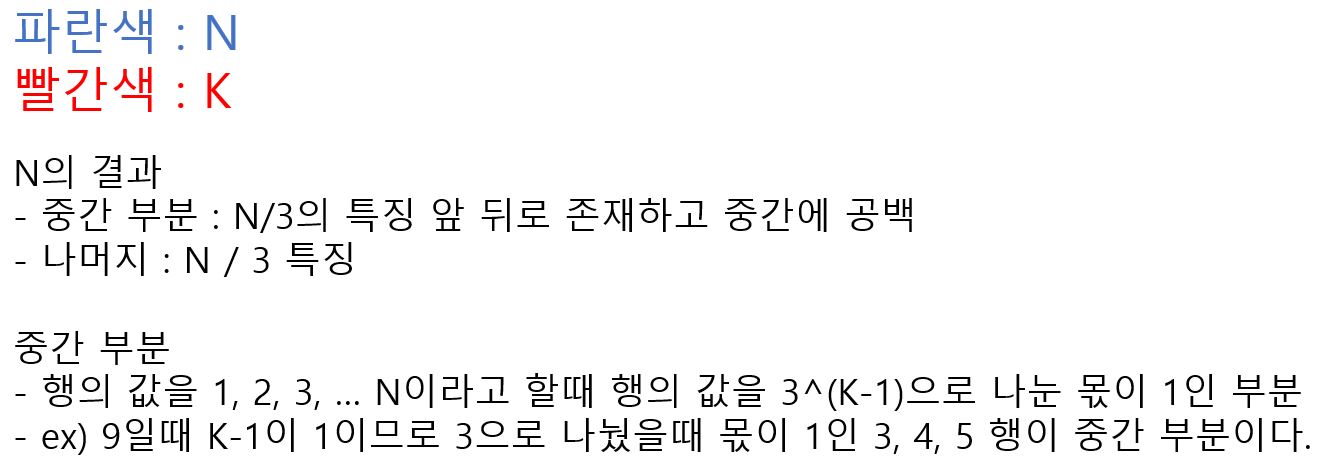 파란색 : N
빨간색 : K
N의 결과
- 중간 부분 : N/3의 특징 앞 뒤로 존재하고 중간에 공백
- 나머지 : N / 3 특징
중간 부분
- 행의 값을 1, 2, 3, ... N이라고 할때 행의 값을 3^(K-1)으로 나눈 몫이 1인 부분
- ex) 9일때 K-1이 1이므로 3으로 나눴을때 몫이 1인 3, 4, 5 행이 중간 부분이다.